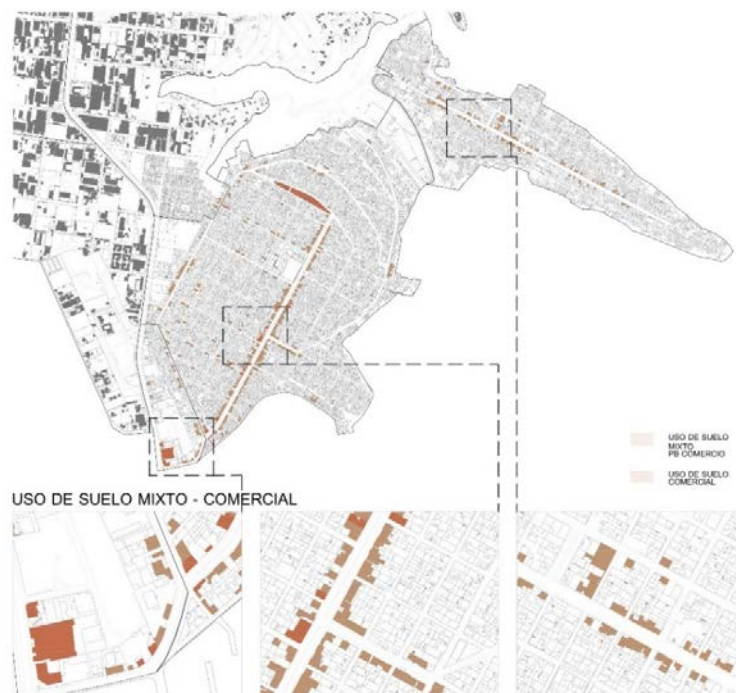 USO DE SUELO
MIXTO
PB COMERCIO
USO DE SUELO
COMERCIAL
USO DE SUELO MIXTO - COMERCIAL